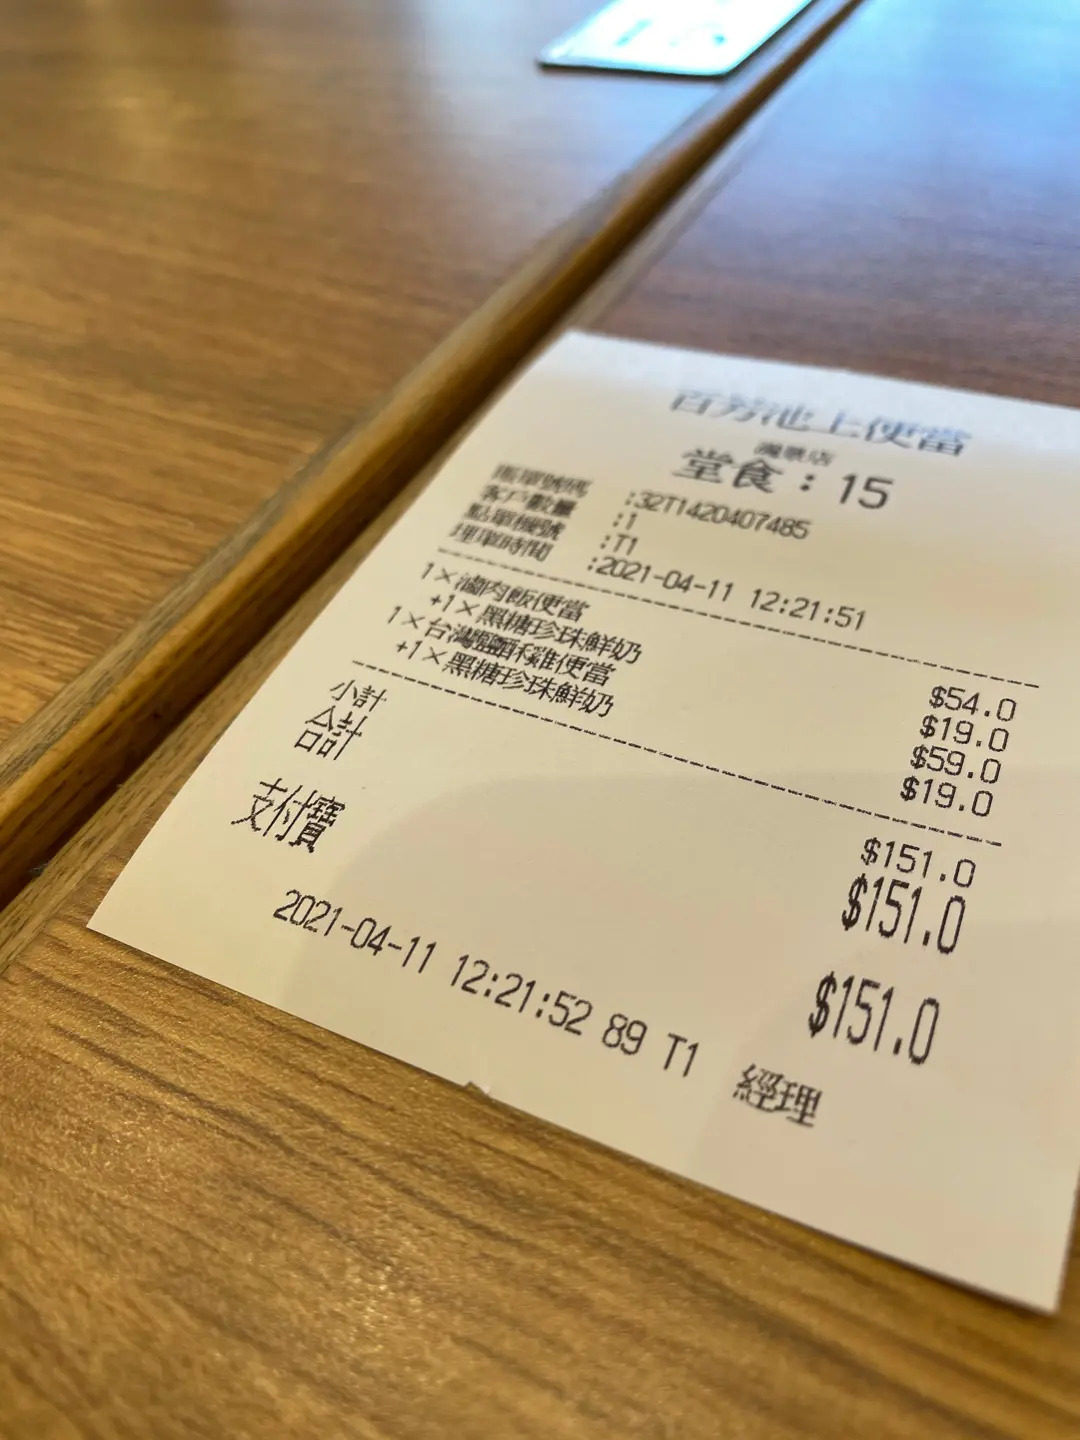 百芳池上便當
灣景店
堂食：15
賬單號碼 :32T1420407485
客戶數量 :1
點單機號 :T1
埋單時間 :2021-04-11 12:21:51
1×滷肉飯便當 $54.0
+1×黑糖珍珠鮮奶 $19.0
1×台灣鹽酥雞便當 $59.0
+1×黑糖珍珠鮮奶 $19.0
小計 $151.0
合計 $151.0
支付寶 $151.0
2021-04-11 12:21:52 89 T1 經理